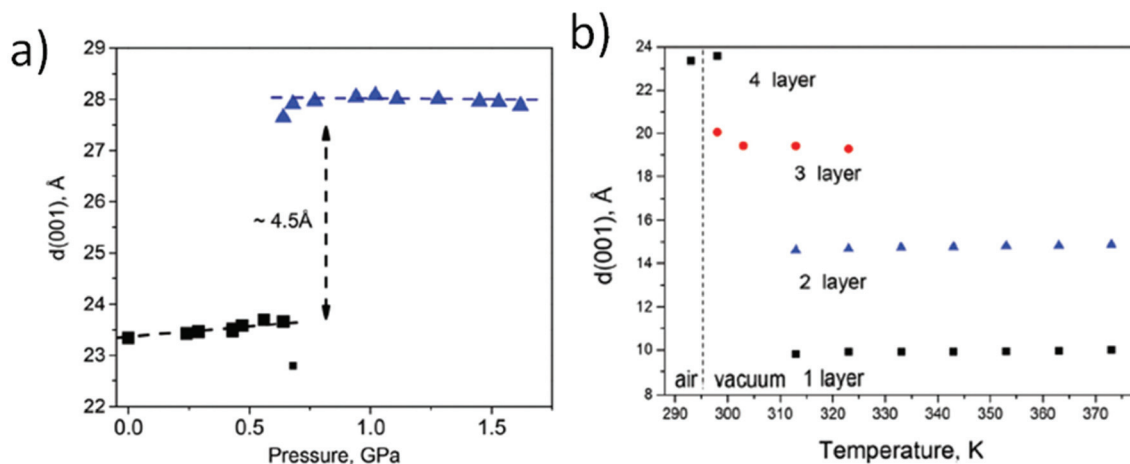 a)
29
28
27
26
25
24
23
22
d(001), Å
~ 4.5Å
0.0 0.5 1.0 1.5
Pressure, GPa
b)
24
22
20
18
16
14
12
10
8
d(001), Å
4 layer
3 layer
2 layer
1 layer
air vacuum
290 300 310 320 330 340 350 360 370
Temperature, K